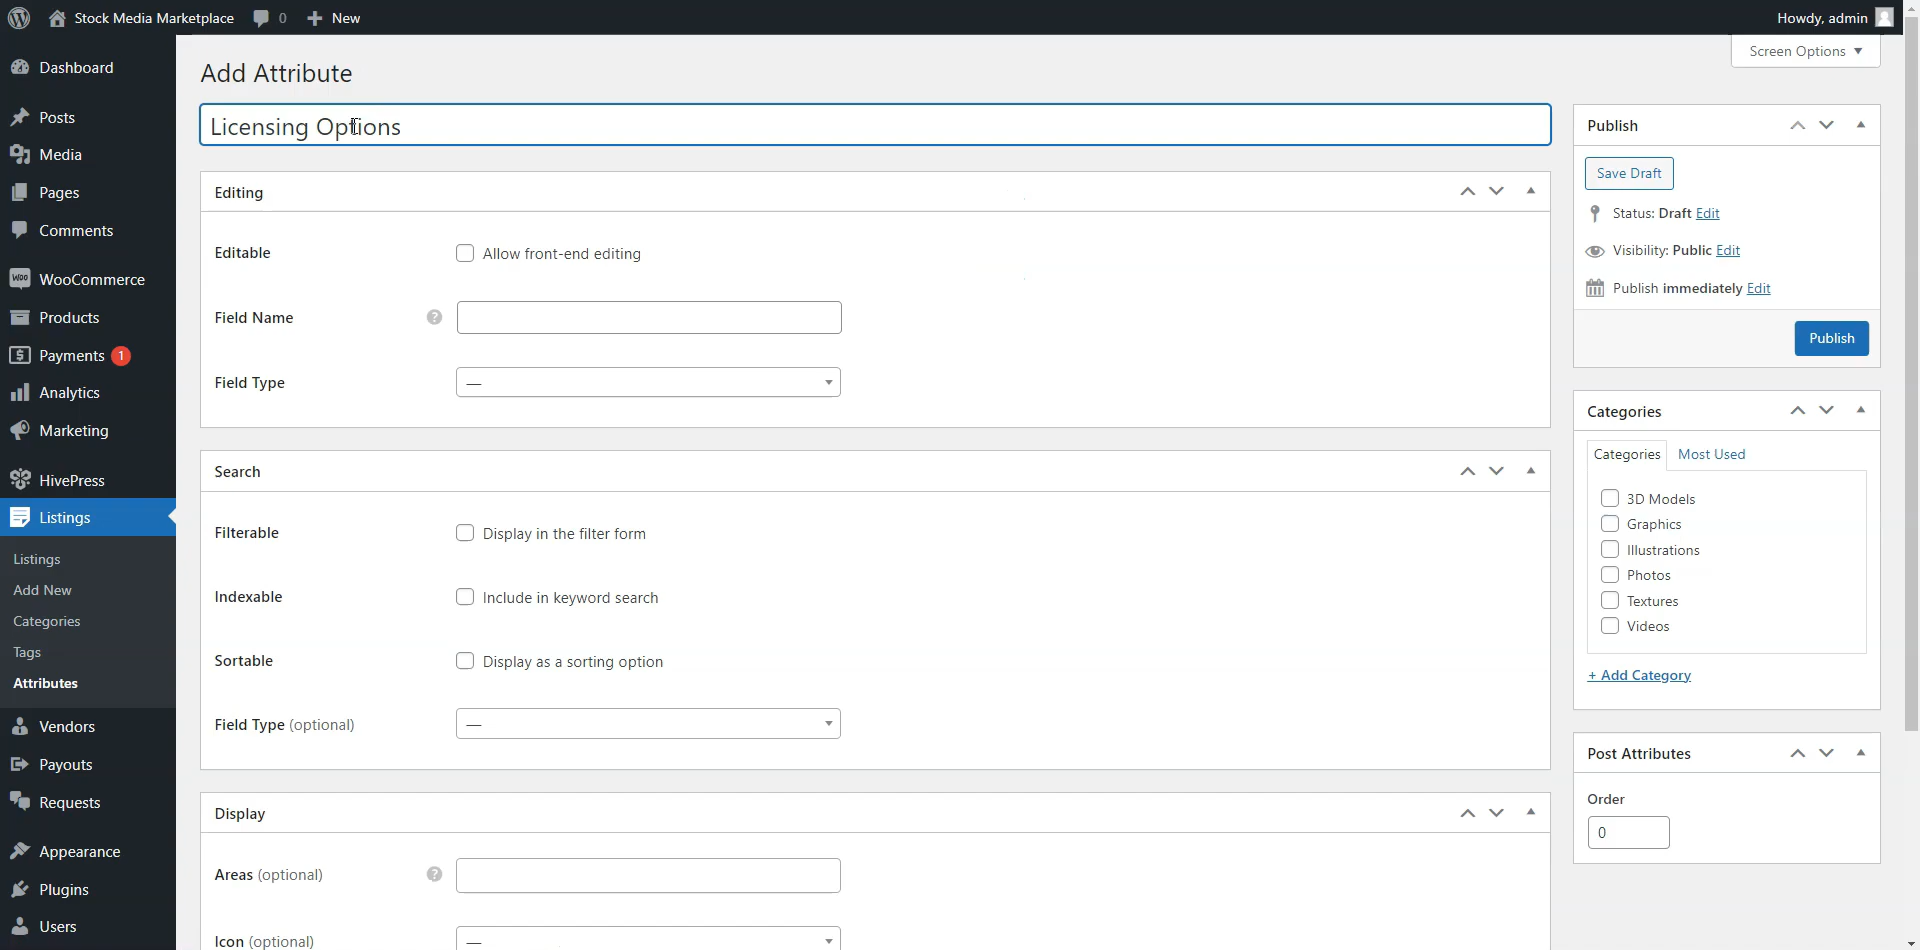 Stock Media Marketplace 0 New Howdy, admin
Screen Options
Dashboard
Posts
Media
Pages
Comments
WooCommerce
Products
Payments 1
Analytics
Marketing
HivePress
Listings
Listings
Add New
Categories
Tags
Attributes
Vendors
Payouts
Requests
Appearance
Plugins
Users
Add Attribute
Licensing Options
Editing
Editable Allow front-end editing
Field Name ?
Field Type —
Search
Filterable Display in the filter form
Indexable Include in keyword search
Sortable Display as a sorting option
Field Type (optional) —
Display
Areas (optional) ?
Icon (optional) —
Publish
Save Draft
Status: Draft Edit
Visibility: Public Edit
Publish immediately Edit
Publish
Categories
Categories Most Used
3D Models
Graphics
Illustrations
Photos
Textures
Videos
+ Add Category
Post Attributes
Order
0